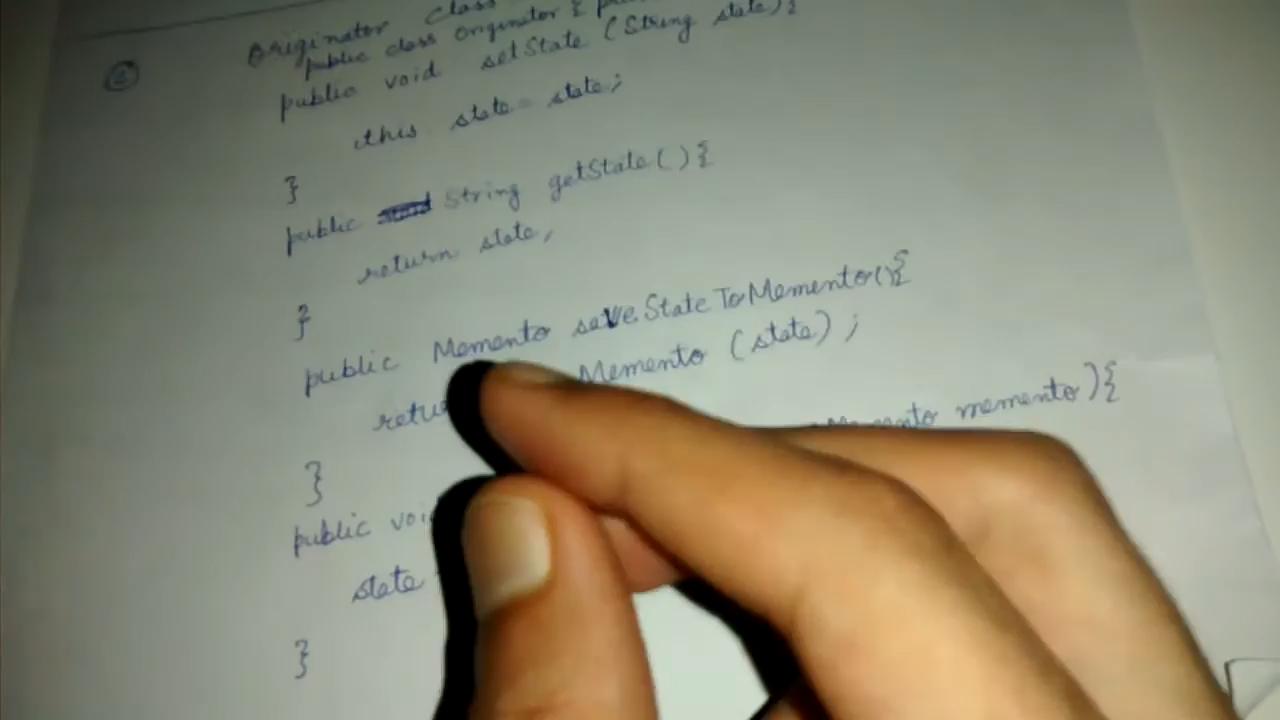 ②
Originator class
public class Originator {
public void setState (String state){
this state = state;
}
public String getState(){
return state;
}
public Memento saveStateToMemento(){
Memento (state);
}
Memento memento){
public
state
}